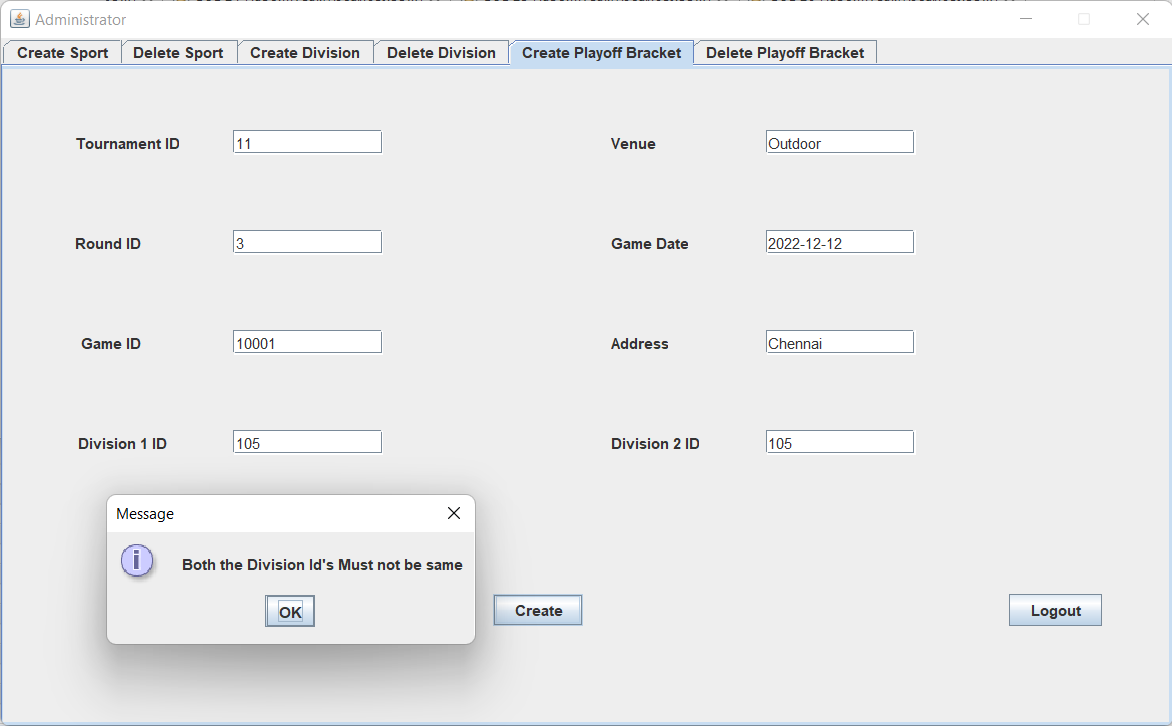 Administrator
Create Sport Delete Sport Create Division Delete Division Create Playoff Bracket Delete Playoff Bracket
Tournament ID 11 Venue Outdoor
Round ID 3 Game Date 2022-12-12
Game ID 10001 Address Chennai
Division 1 ID 105 Division 2 ID 105
Message
Both the Division Id's Must not be same
OK
Create Logout